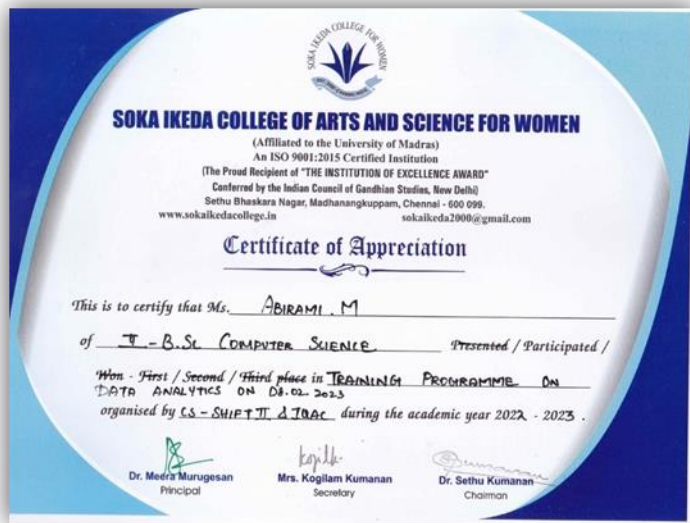 SOKA IKEDA COLLEGE FOR WOMEN
SOKA IKEDA COLLEGE OF ARTS AND SCIENCE FOR WOMEN
(Affiliated to the University of Madras)
An ISO 9001:2015 Certified Institution
(The Proud Recipient of "THE INSTITUTION OF EXCELLENCE AWARD"
Conferred by the Indian Council of Gandhian Studies, New Delhi)
Sethu Bhaskara Nagar, Madhanangkuppam, Chennai - 600 099.
www.sokaikedacollege.in sokaikeda2000@gmail.com
Certificate of Appreciation
This is to certify that Ms. ABIRAMI . M
of II - B.Sc COMPUTER SCIENCE Presented / Participated /
Won - First / Second / Third place in TRAINING PROGRAMME ON
DATA ANALYTICS ON 08.02.2023
organised by CS - SHIFT II & IQAC during the academic year 2022 - 2023 .
Dr. Meera Murugesan Mrs. Kogilam Kumanan Dr. Sethu Kumanan
Principal Secretary Chairman